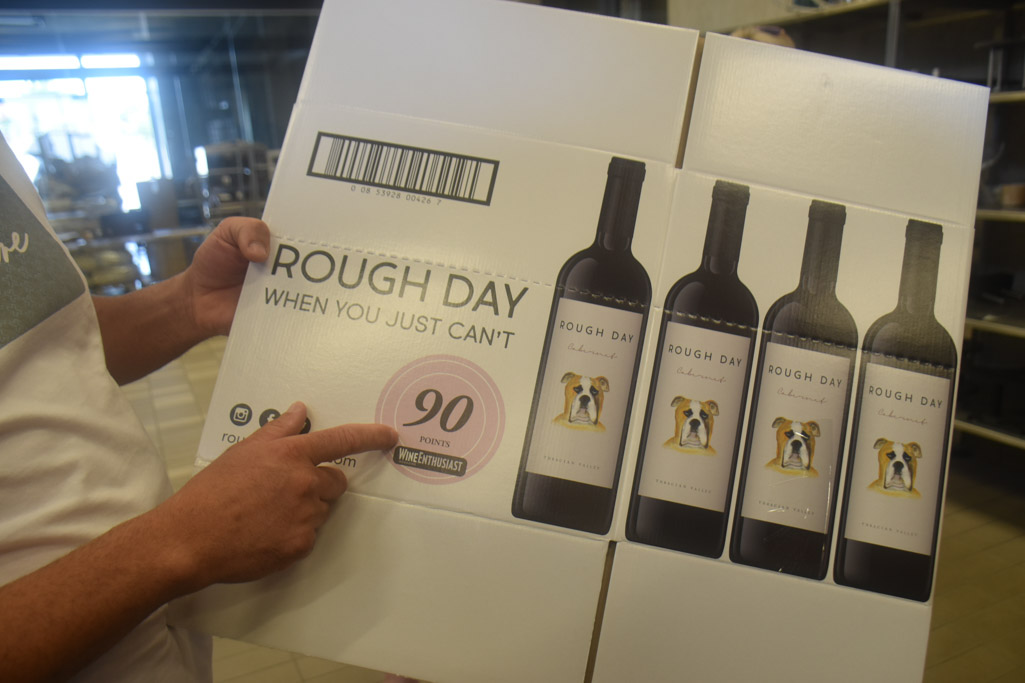 0 08 53928 00426 7
ROUGH DAY
WHEN YOU JUST CAN'T
90
POINTS
WINEENTHUSIAST
ROUGH DAY
Cabernet
ROUGH DAY
Cabernet
ROUGH DAY
Cabernet
ROUGH DAY
Cabernet